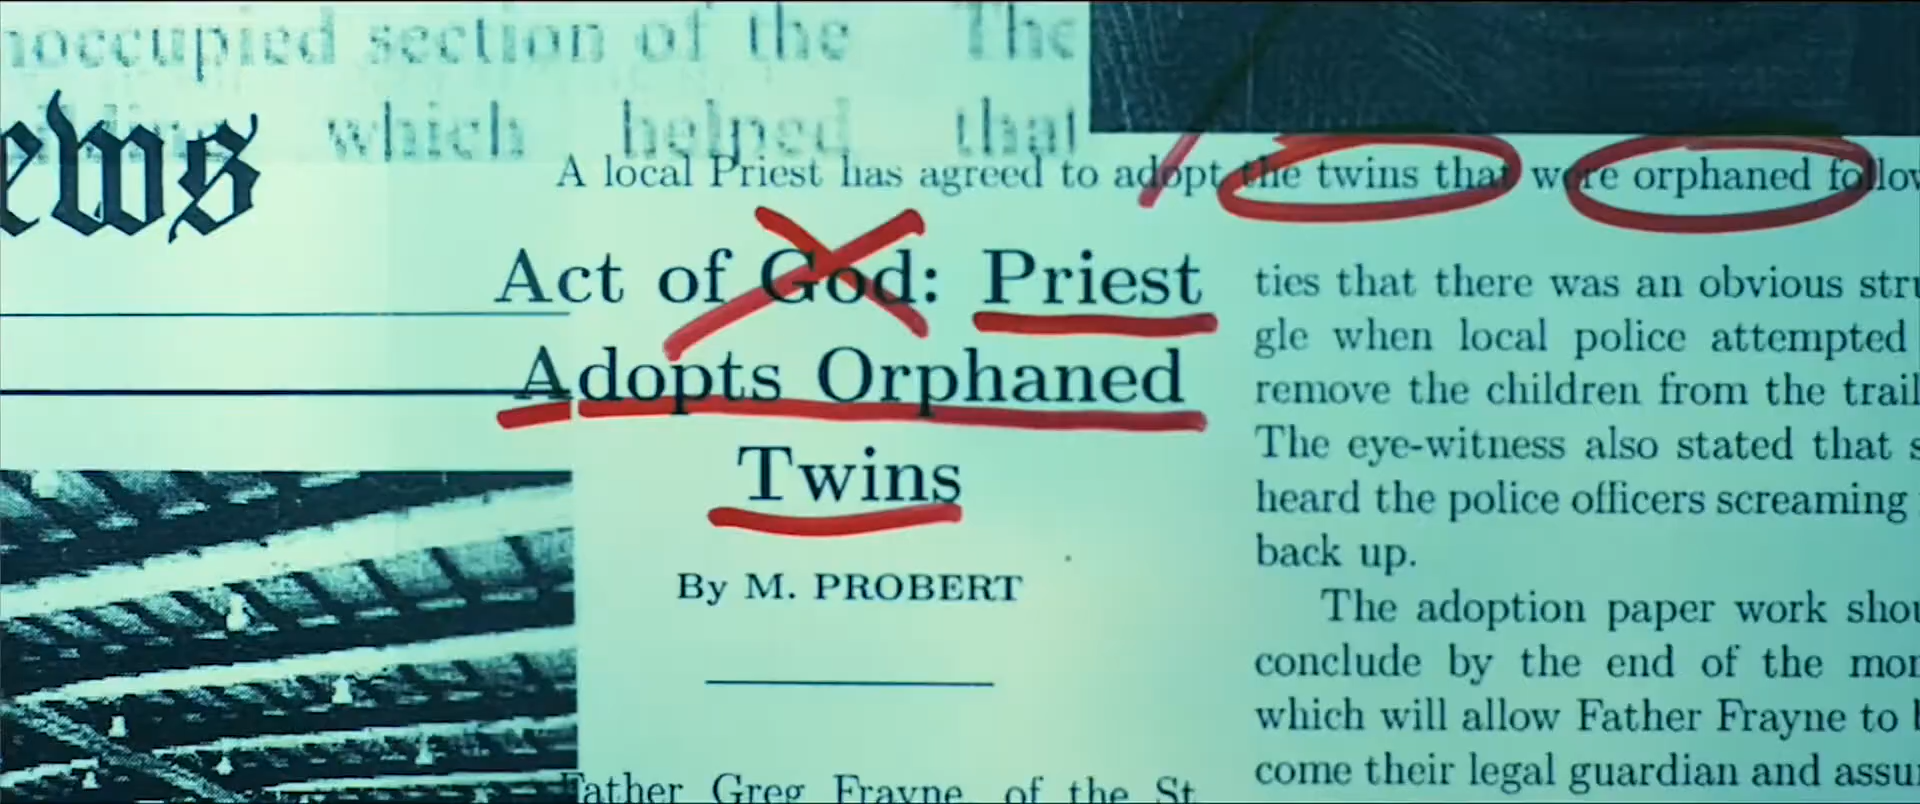 occupied section of the The
which helped that
ews
A local Priest has agreed to adopt the twins that were orphaned
Act of God: Priest
Adopts Orphaned
Twins
By M. PROBERT
Father Greg Frayne, of the St
ties that there was an obvious stru
gle when local police attempted
remove the children from the trail
The eye-witness also stated that s
heard the police officers screaming
back up.
The adoption paper work shou
conclude by the end of the mon
which will allow Father Frayne to b
come their legal guardian and assu